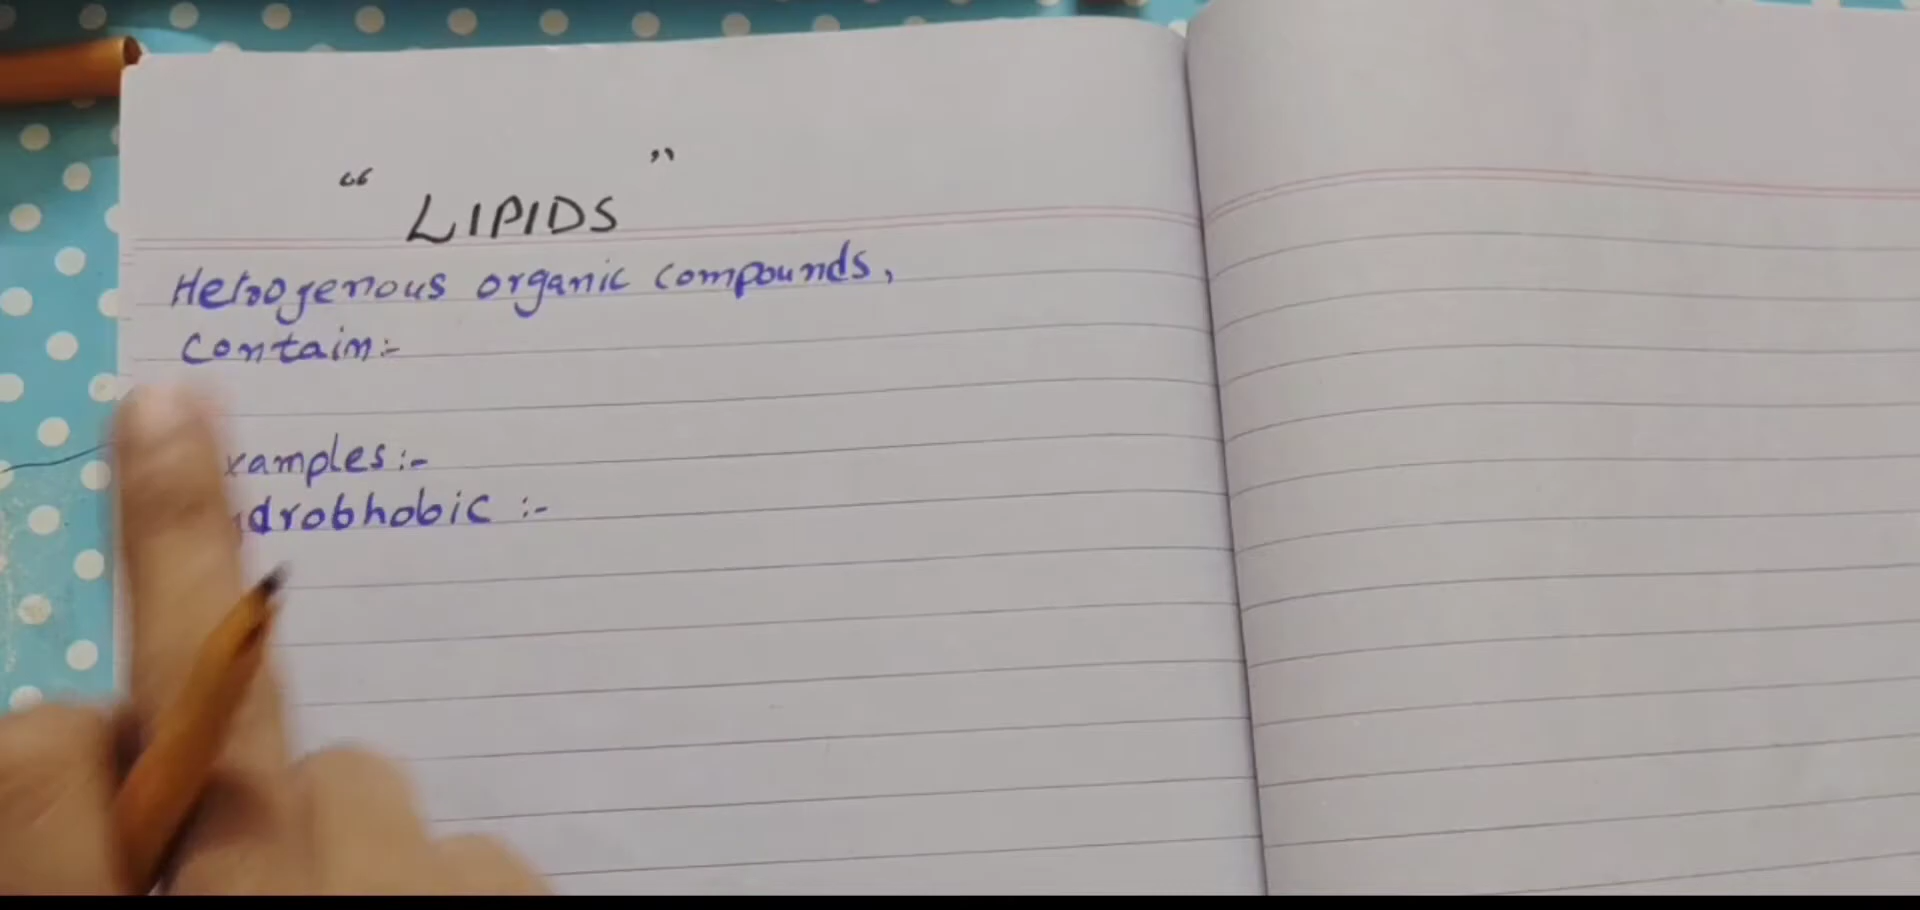 “ LIPIDS ”
Hetrogenous organic compounds,
Contain:-
xamples:-
drobhobic :-